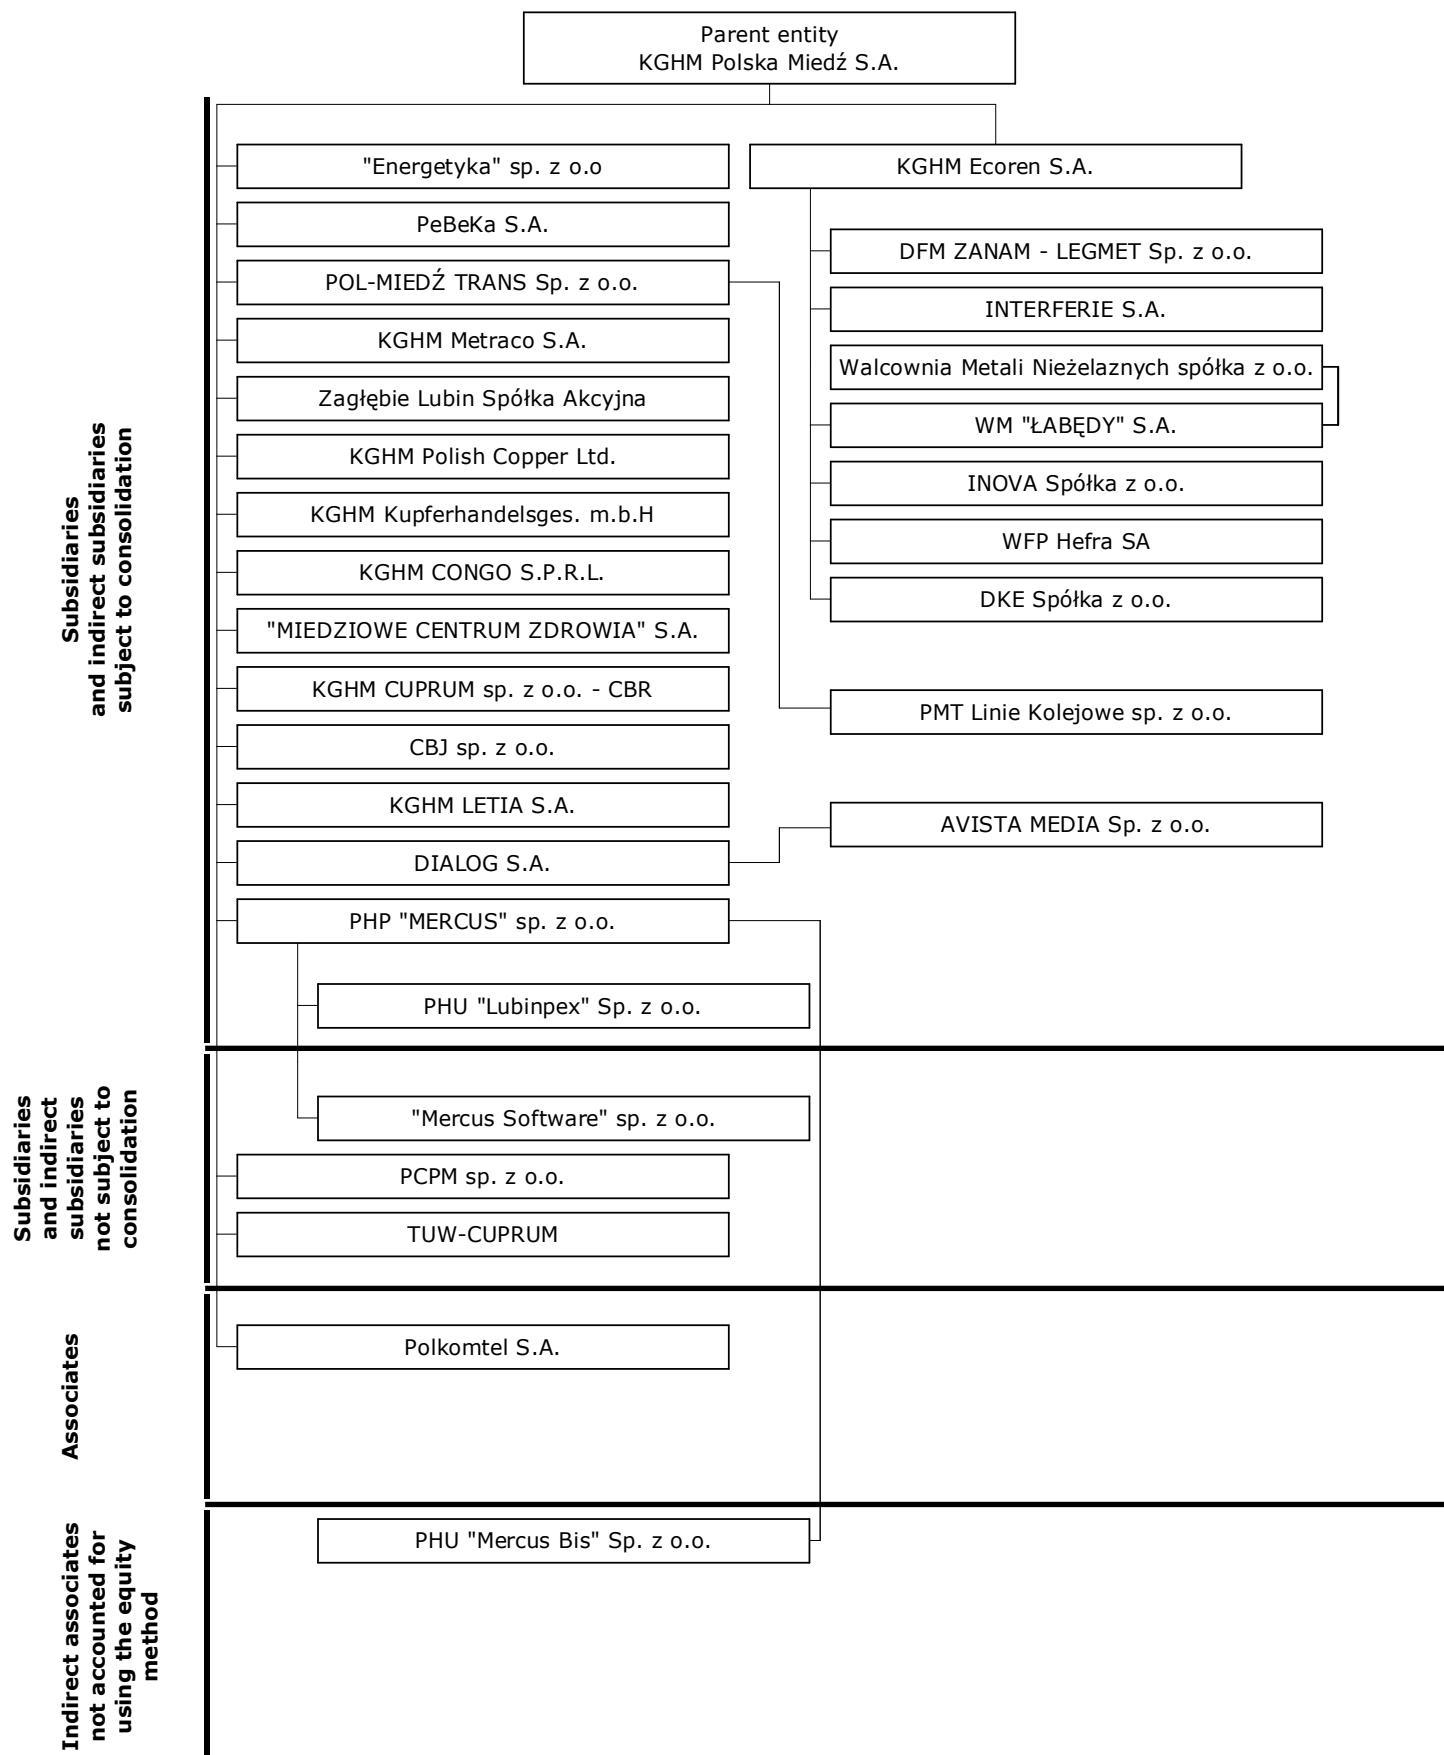 Parent entity
KGHM Polska Miedź S.A.
Subsidiaries
and indirect subsidiaries
subject to consolidation
"Energetyka" sp. z o.o
PeBeKa S.A.
POL-MIEDŹ TRANS Sp. z o.o.
KGHM Metraco S.A.
Zagłębie Lubin Spółka Akcyjna
KGHM Polish Copper Ltd.
KGHM Kupferhandelsges. m.b.H
KGHM CONGO S.P.R.L.
"MIEDZIOWE CENTRUM ZDROWIA" S.A.
KGHM CUPRUM sp. z o.o. - CBR
CBJ sp. z o.o.
KGHM LETIA S.A.
DIALOG S.A.
PHP "MERCUS" sp. z o.o.
PHU "Lubinpex" Sp. z o.o.
KGHM Ecoren S.A.
DFM ZANAM - LEGMET Sp. z o.o.
INTERFERIE S.A.
Walcownia Metali Nieżelaznych spółka z o.o.
WM "ŁABĘDY" S.A.
INOVA Spółka z o.o.
WFP Hefra SA
DKE Spółka z o.o.
PMT Linie Kolejowe sp. z o.o.
AVISTA MEDIA Sp. z o.o.
Subsidiaries
and indirect
subsidiaries
not subject to
consolidation
"Mercus Software" sp. z o.o.
PCPM sp. z o.o.
TUW-CUPRUM
Associates
Polkomtel S.A.
Indirect associates
not accounted for
using the equity
method
PHU "Mercus Bis" Sp. z o.o.